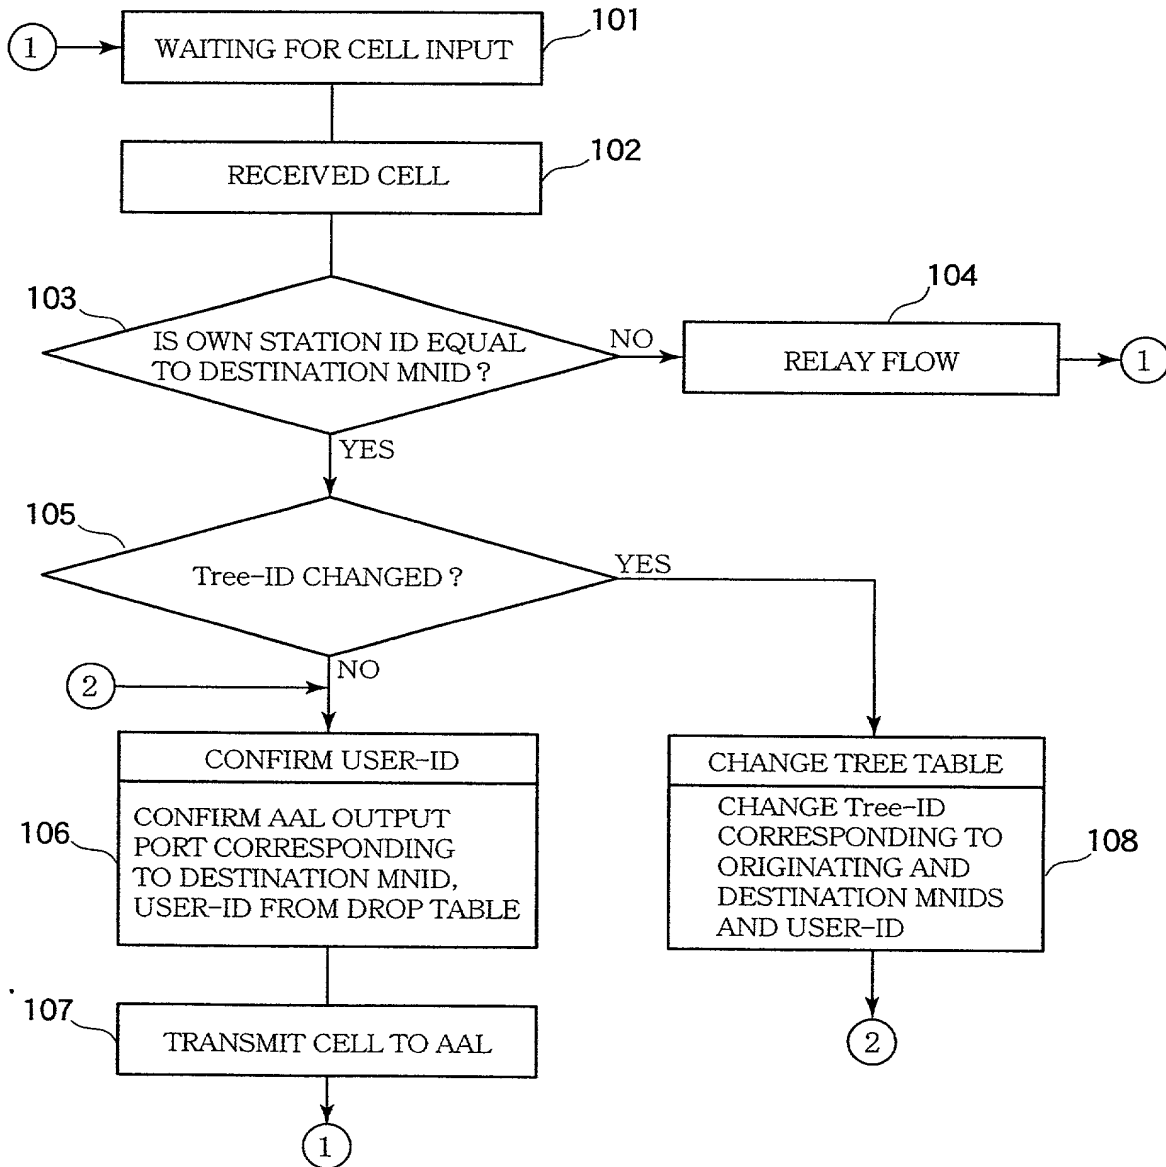 101
1
WAITING FOR CELL INPUT
102
RECEIVED CELL
103
IS OWN STATION ID EQUAL
TO DESTINATION MNID ?
NO
104
RELAY FLOW
1
YES
105
Tree-ID CHANGED ?
YES
NO
2
CONFIRM USER-ID
106
CONFIRM AAL OUTPUT
PORT CORRESPONDING
TO DESTINATION MNID,
USER-ID FROM DROP TABLE
CHANGE TREE TABLE
CHANGE Tree-ID
CORRESPONDING TO
ORIGINATING AND
DESTINATION MNIDS
AND USER-ID
108
107
TRANSMIT CELL TO AAL
2
1